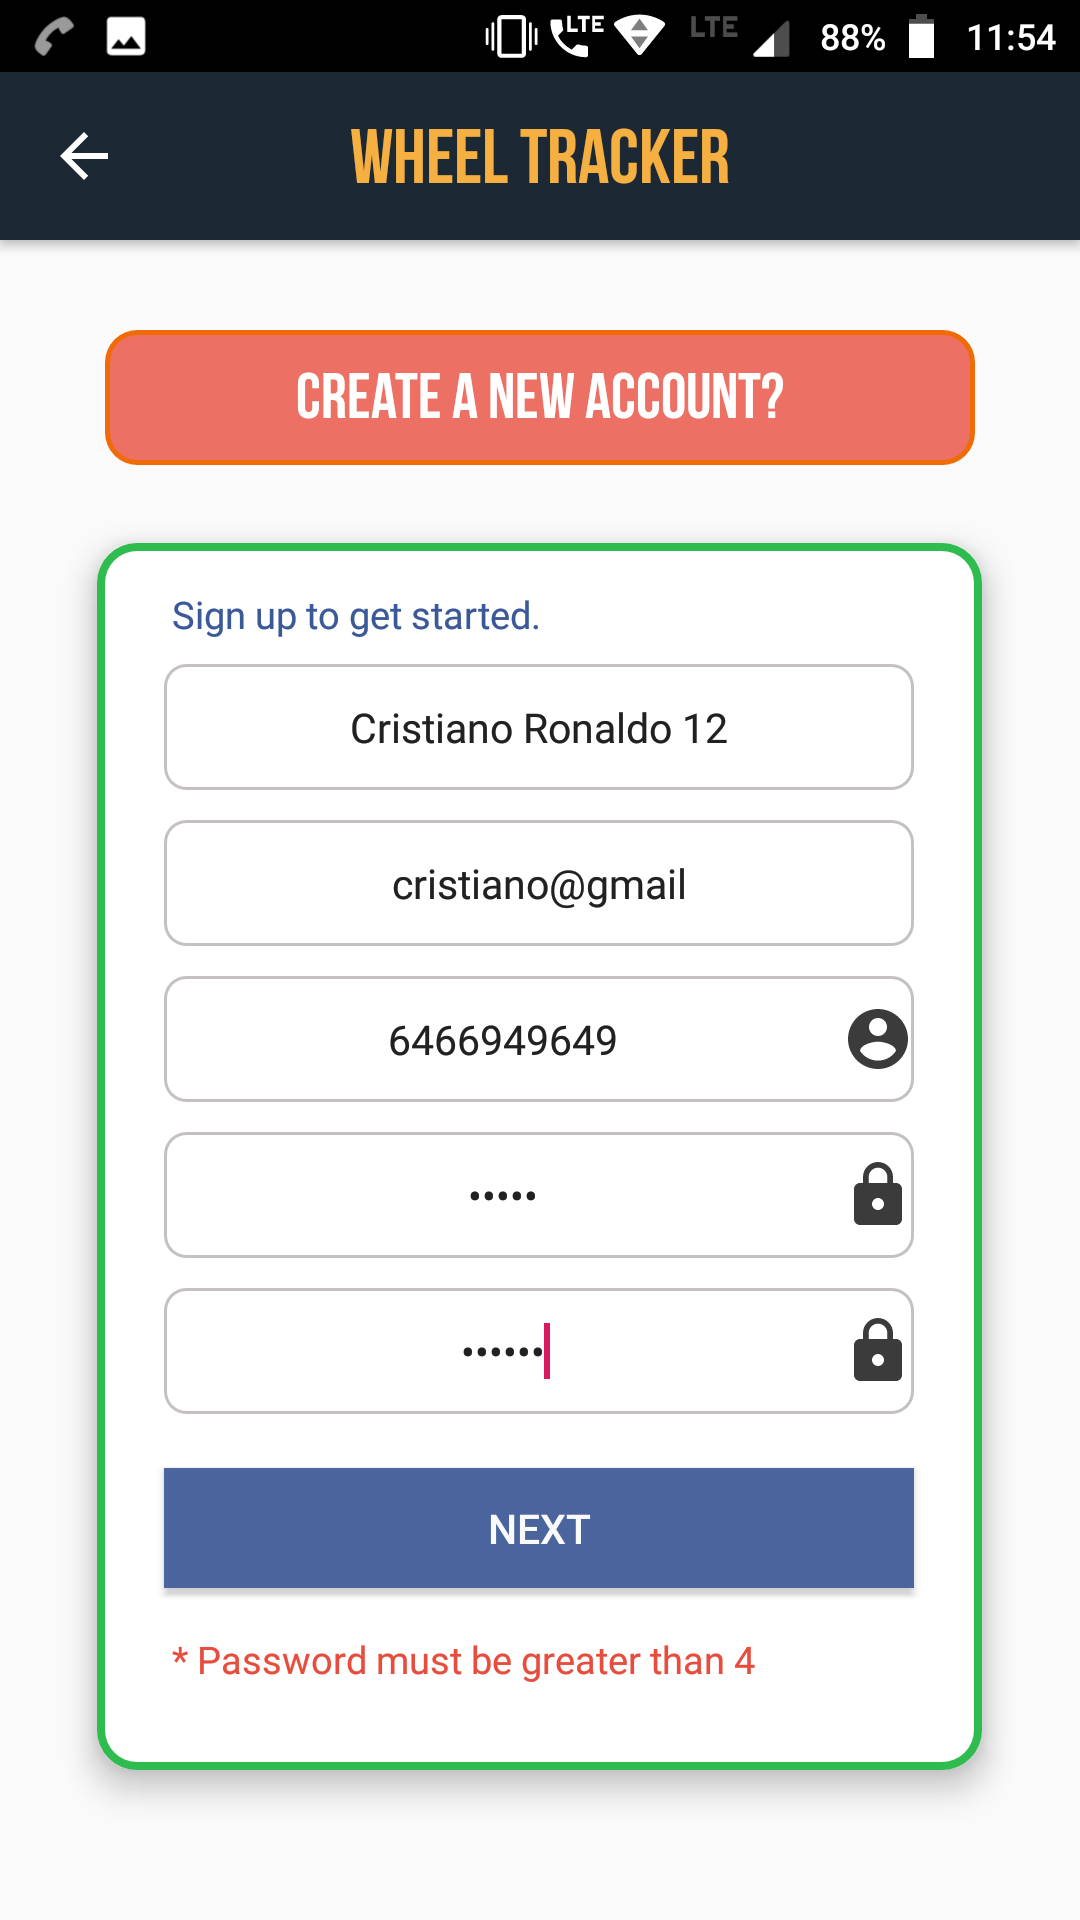 LTE LTE 88% 11:54
WHEEL TRACKER
CREATE A NEW ACCOUNT?
Sign up to get started.
Cristiano Ronaldo 12
cristiano@gmail
6466949649
•••••
••••••
NEXT
* Password must be greater than 4